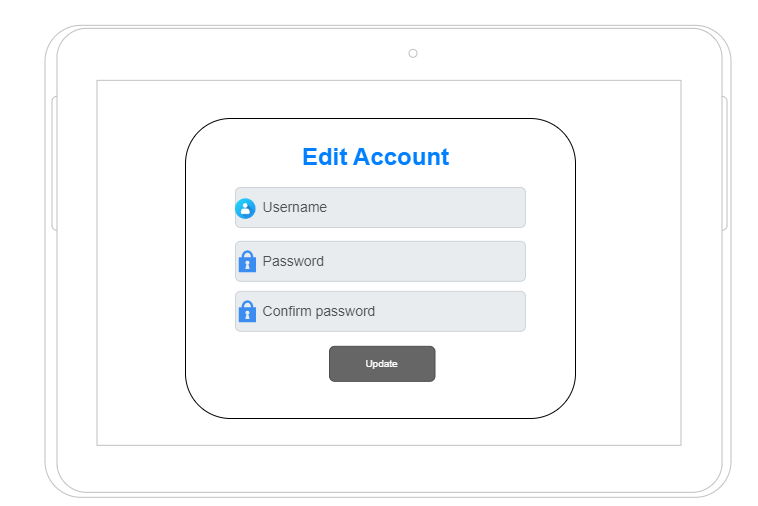 Edit Account
Username
Password
Confirm password
Update